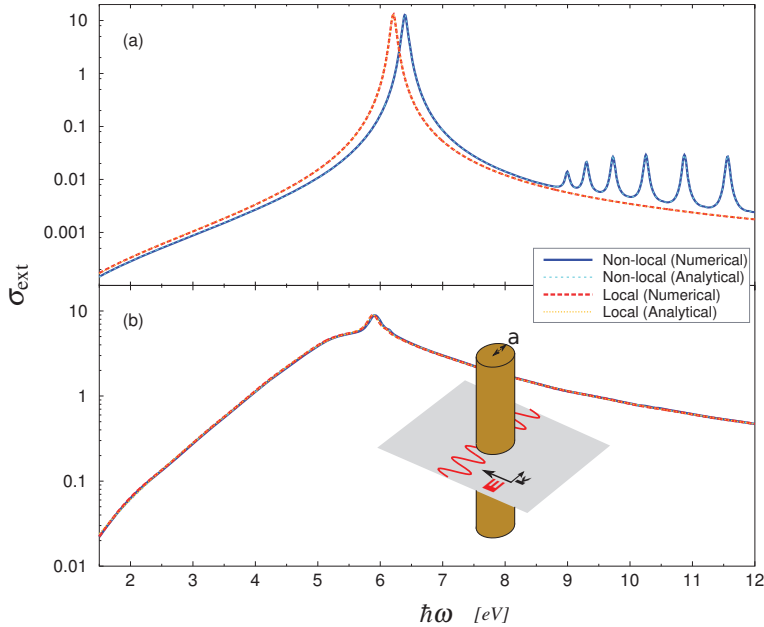 10
(a)
1
0.1
0.01
0.001
σext
Non-local (Numerical)
Non-local (Analytical)
Local (Numerical)
Local (Analytical)
10
(b)
a
1
E
k
0.1
0.01
2 3 4 5 6 7 8 9 10 11 12
ħω [eV]